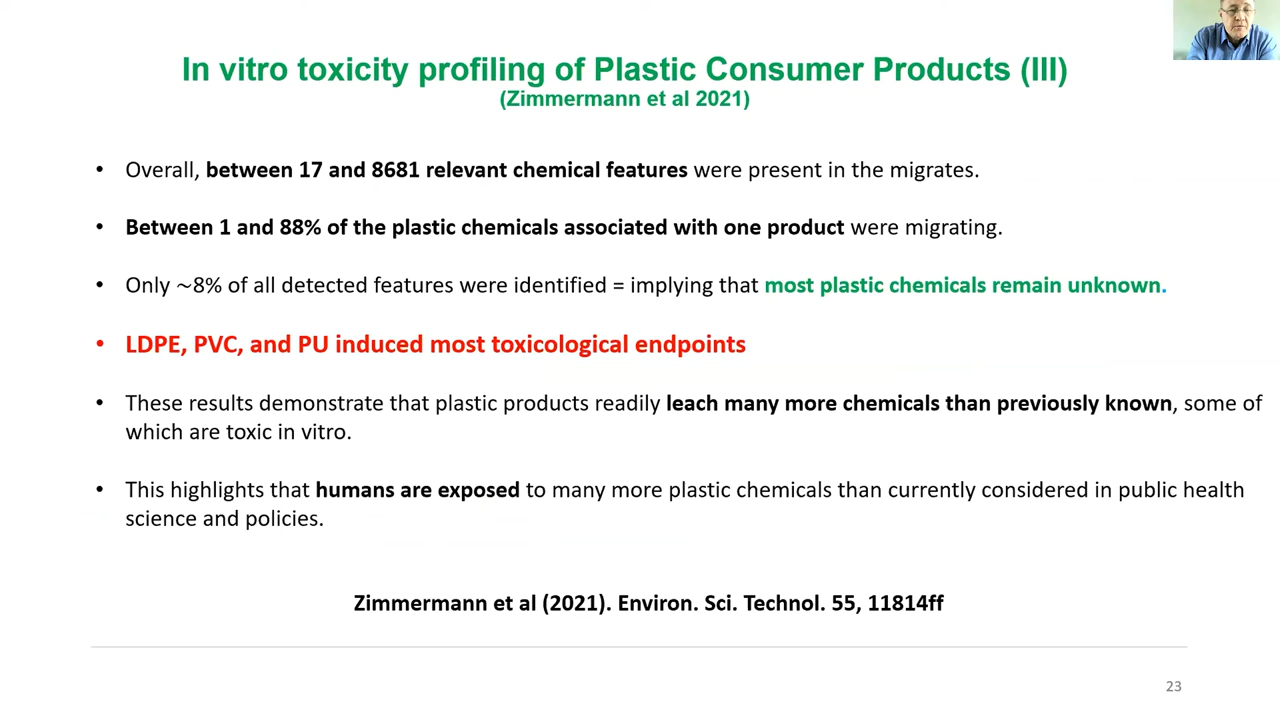 In vitro toxicity profiling of Plastic Consumer Products (III)
(Zimmermann et al 2021)
• Overall, between 17 and 8681 relevant chemical features were present in the migrates.
• Between 1 and 88% of the plastic chemicals associated with one product were migrating.
• Only ∼8% of all detected features were identified = implying that most plastic chemicals remain unknown.
• LDPE, PVC, and PU induced most toxicological endpoints
• These results demonstrate that plastic products readily leach many more chemicals than previously known, some of
which are toxic in vitro.
• This highlights that humans are exposed to many more plastic chemicals than currently considered in public health
science and policies.
Zimmermann et al (2021). Environ. Sci. Technol. 55, 11814ff
23